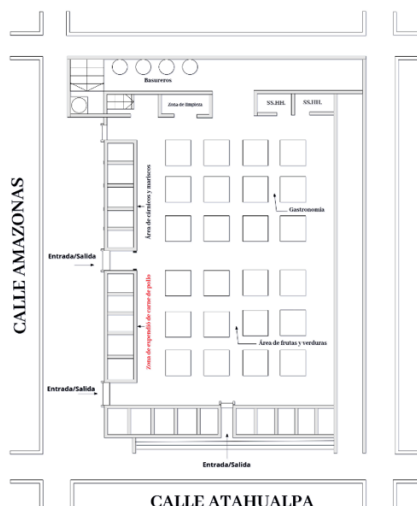 Basureros
Zona de limpieza
SS.HH.
SS.HH.
Área de cárnicos y mariscos
Gastronomía
CALLE AMAZONAS
Entrada/Salida
Zona de expendió de carne de pollo
Área de frutas y verduras
Entrada/Salida
Entrada/Salida
CALLE ATAHUALPA